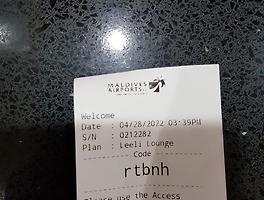 MALDIVES
AIRPORTS
Welcome
Date : 04/28/2022 03:39PM
S/N : 0212282
Plan : Leeli Lounge
Code
rtbnh
Please use the Access